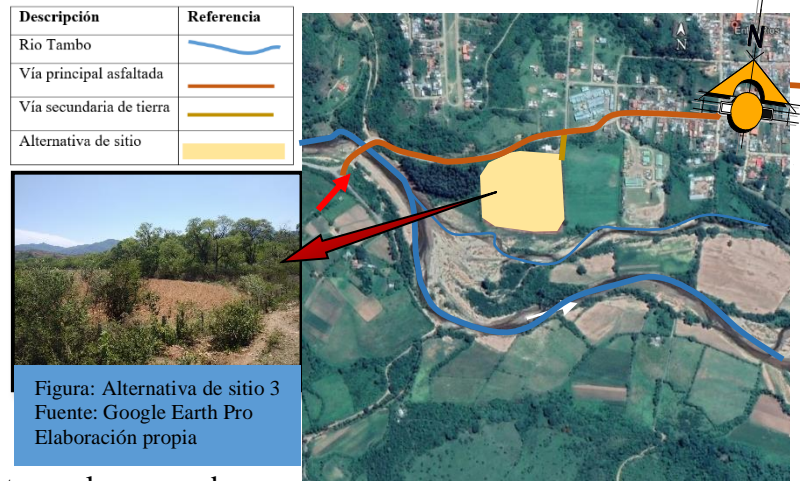 Descripción Referencia
Rio Tambo
Vía principal asfaltada
Vía secundaria de tierra
Alternativa de sitio
N
N
Figura: Alternativa de sitio 3
Fuente: Google Earth Pro
Elaboración propia